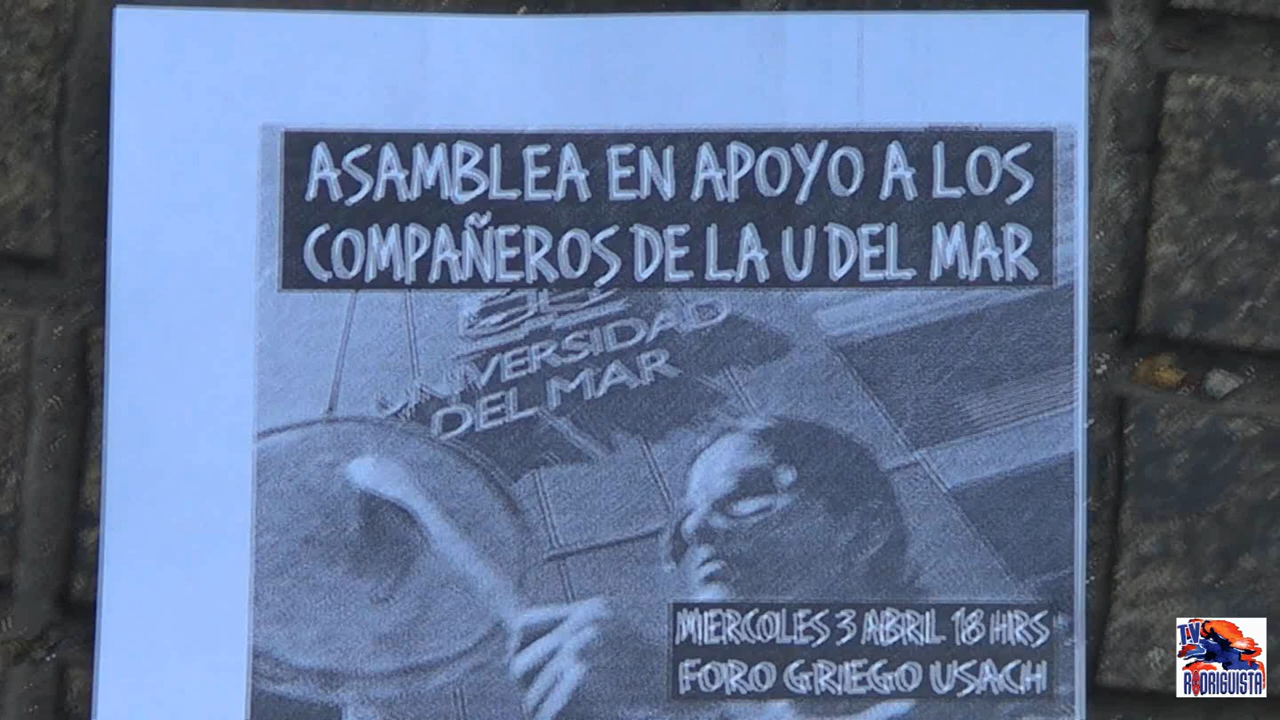 ASAMBLEA EN APOYO A LOS
COMPAÑEROS DE LA U DEL MAR
UNIVERSIDAD
DEL MAR
MIERCOLES 3 ABRIL 18 HRS
FORO GRIEGO USACH
TV
RODRIGUISTA